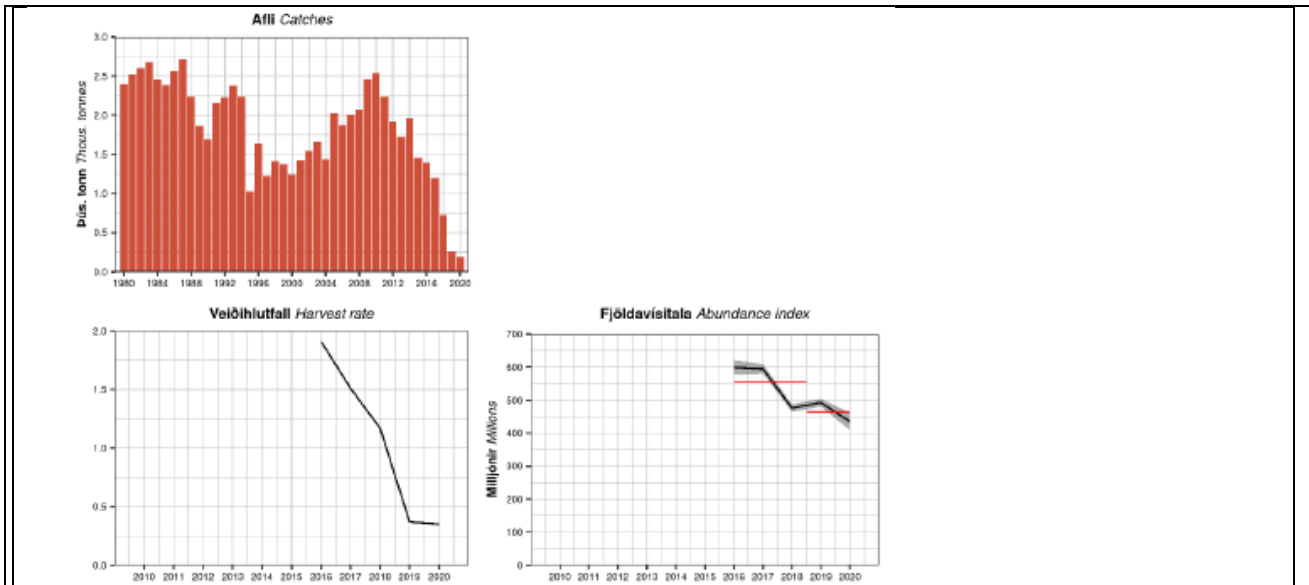 Afli Catches
Þús. tonn Thous. tonnes
3.0
2.5
2.0
1.5
1.0
0.5
0.0
1980 1984 1988 1992 1996 2000 2004 2008 2012 2016 2020
Veiðihlutfall Harvest rate
2.0
1.5
1.0
0.5
0.0
2010 2011 2012 2013 2014 2015 2016 2017 2018 2019 2020
Fjöldavísitala Abundance index
Milljónir Millions
700
600
500
400
300
200
100
0
2010 2011 2012 2013 2014 2015 2016 2017 2018 2019 2020